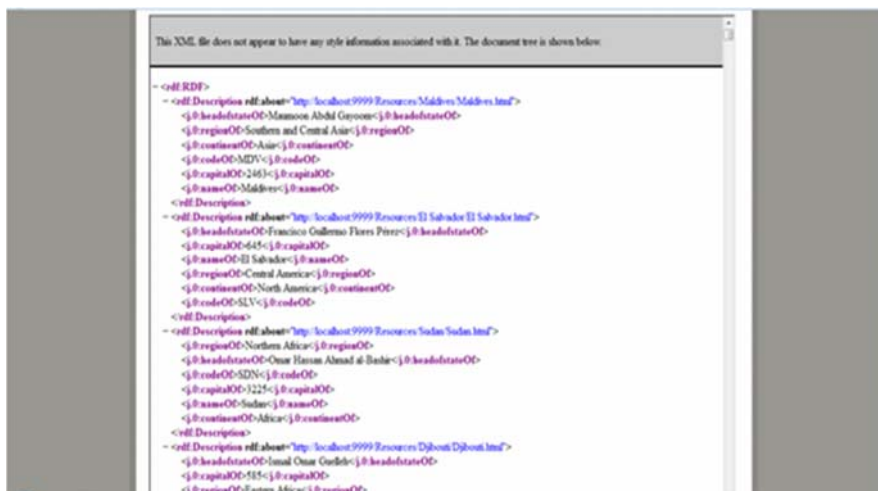 This XML file does not appear to have any style information associated with it. The document tree is shown below.
- <rdf:RDF>
- <rdf:Description rdf:about="http://localhost:9999/Resources/Maldives/Maldives.html">
<j.0:headofstateOf>Maumoon Abdul Gayoom<j.0:headofstateOf>
<j.0:regionOf>Southern and Central Asia<j.0:regionOf>
<j.0:continentOf>Asia<j.0:continentOf>
<j.0:codeOf>MDV<j.0:codeOf>
<j.0:capitalOf>2463<j.0:capitalOf>
<j.0:nameOf>Maldives<j.0:nameOf>
</rdf:Description>
- <rdf:Description rdf:about="http://localhost:9999/Resources/El Salvador/El Salvador.html">
<j.0:headofstateOf>Francisco Guillermo Flores Pérez<j.0:headofstateOf>
<j.0:capitalOf>645<j.0:capitalOf>
<j.0:nameOf>El Salvador<j.0:nameOf>
<j.0:regionOf>Central America<j.0:regionOf>
<j.0:continentOf>North America<j.0:continentOf>
<j.0:codeOf>SLV<j.0:codeOf>
</rdf:Description>
- <rdf:Description rdf:about="http://localhost:9999/Resources/Sudan/Sudan.html">
<j.0:regionOf>Northern Africa<j.0:regionOf>
<j.0:headofstateOf>Omar Hassan Ahmad al-Bashir<j.0:headofstateOf>
<j.0:codeOf>SDN<j.0:codeOf>
<j.0:capitalOf>3225<j.0:capitalOf>
<j.0:nameOf>Sudan<j.0:nameOf>
<j.0:continentOf>Africa<j.0:continentOf>
</rdf:Description>
- <rdf:Description rdf:about="http://localhost:9999/Resources/Djibouti/Djibouti.html">
<j.0:headofstateOf>Ismail Omar Guelleh<j.0:headofstateOf>
<j.0:capitalOf>585<j.0:capitalOf>
<j.0:regionOf>Eastern Africa<j.0:regionOf>